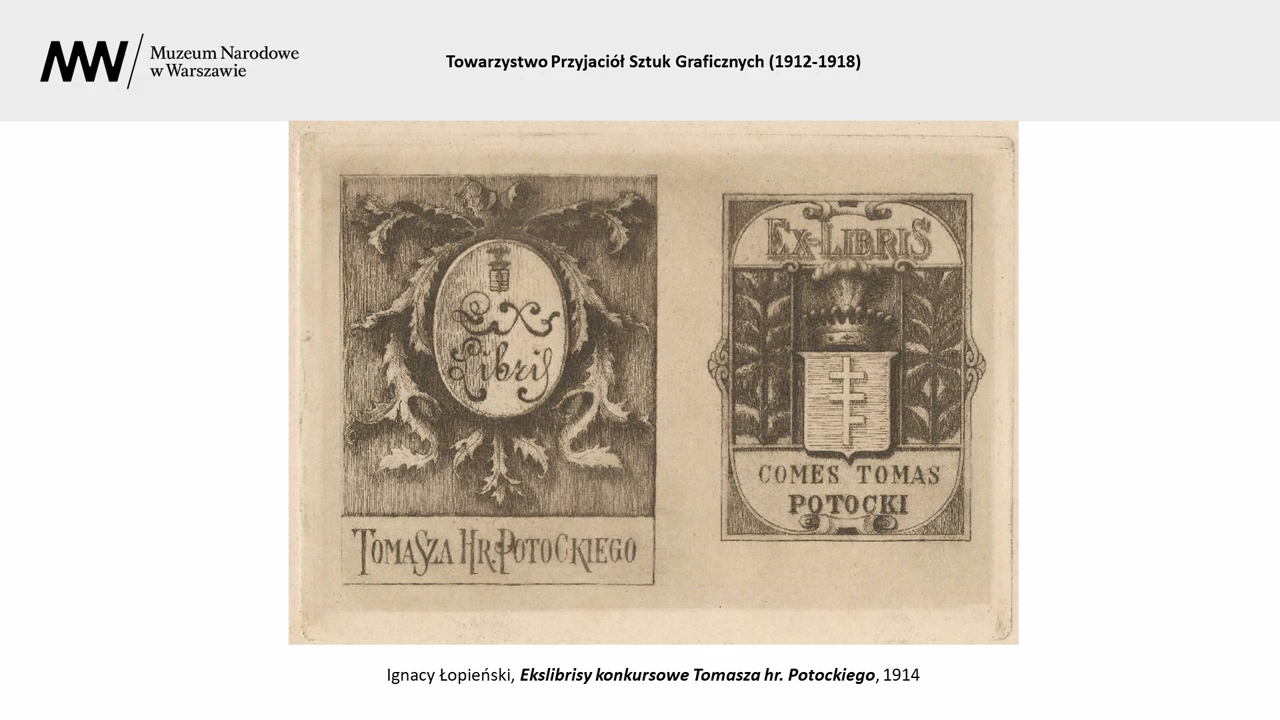 Muzeum Narodowe
w Warszawie
Towarzystwo Przyjaciół Sztuk Graficznych (1912-1918)
Ex
Libris
TOMASZA HR. POTOCKIEGO
EX-LIBRIS
COMES TOMAS
POTOCKI
Ignacy Łopieński, Ekslibrisy konkursowe Tomasza hr. Potockiego, 1914